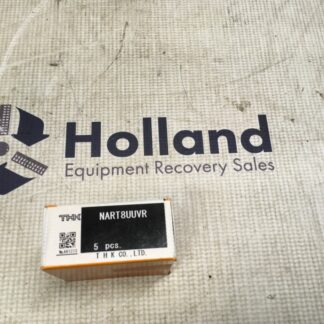 Holland
Equipment Recovery Sales
THK
NART8UUVR
5 pcs.
T H K CO., LTD.